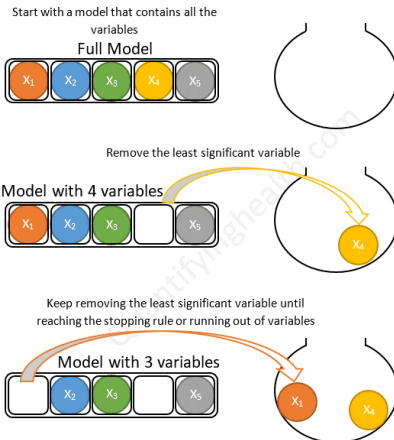 Start with a model that contains all the
variables
Full Model
X₁ X₂ X₃ X₄ X₅
Remove the least significant variable
Model with 4 variables
X₁ X₂ X₃ X₅
X₄
Keep removing the least significant variable until
reaching the stopping rule or running out of variables
Model with 3 variables
X₂ X₃ X₅
X₁ X₄
quantifyinghealth.com